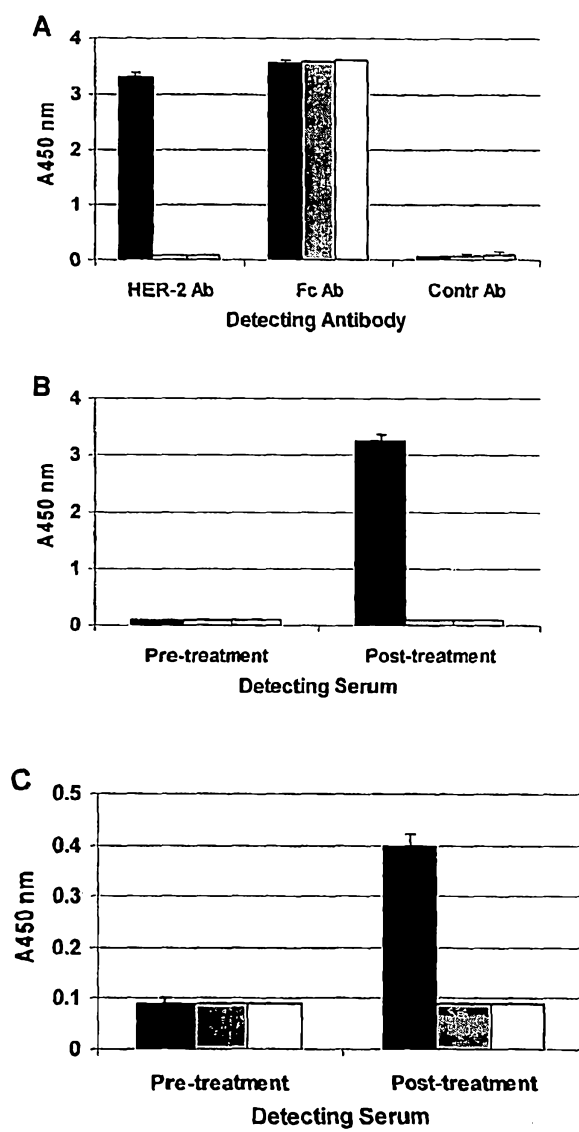 A
4
3
2
1
0
A450 nm
HER-2 Ab
Fc Ab
Contr Ab
Detecting Antibody
B
4
3
2
1
0
A450 nm
Pre-treatment
Post-treatment
Detecting Serum
C
0.5
0.4
0.3
0.2
0.1
0
A450 nm
Pre-treatment
Post-treatment
Detecting Serum